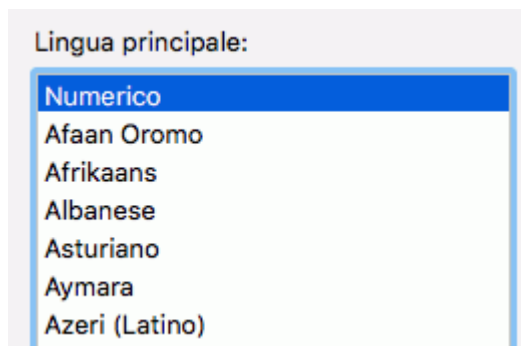 Lingua principale:
Numerico
Afaan Oromo
Afrikaans
Albanese
Asturiano
Aymara
Azeri (Latino)